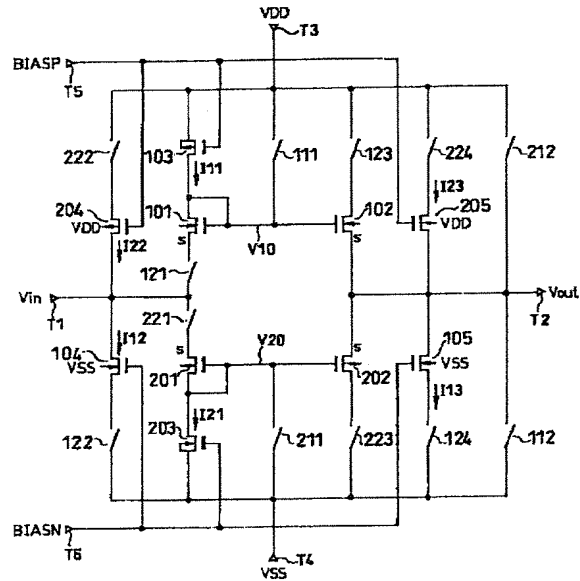 VDD
T3
BIASP
T5
222
103
I11
111
123
224
212
204
VDD
I22
101
S
V10
102
S
I23
205
VDD
121
Vin
T1
221
Vout
T2
I12
104
VSS
S
201
V20
S
202
105
VSS
I21
203
I13
122
211
223
124
112
BIASN
T6
T4
VSS